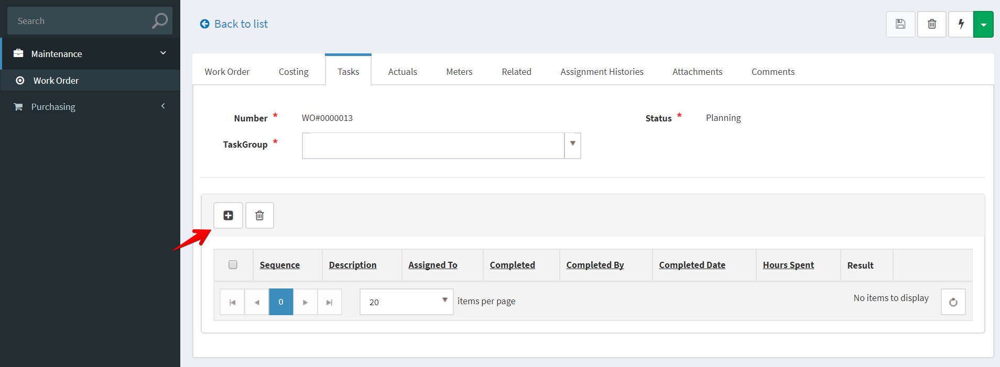 Search
Maintenance
Work Order
Purchasing
Back to list
Work Order Costing Tasks Actuals Meters Related Assignment Histories Attachments Comments
Number * WO#0000013 Status * Planning
TaskGroup *
Sequence Description Assigned To Completed Completed By Completed Date Hours Spent Result
0 20 items per page No items to display